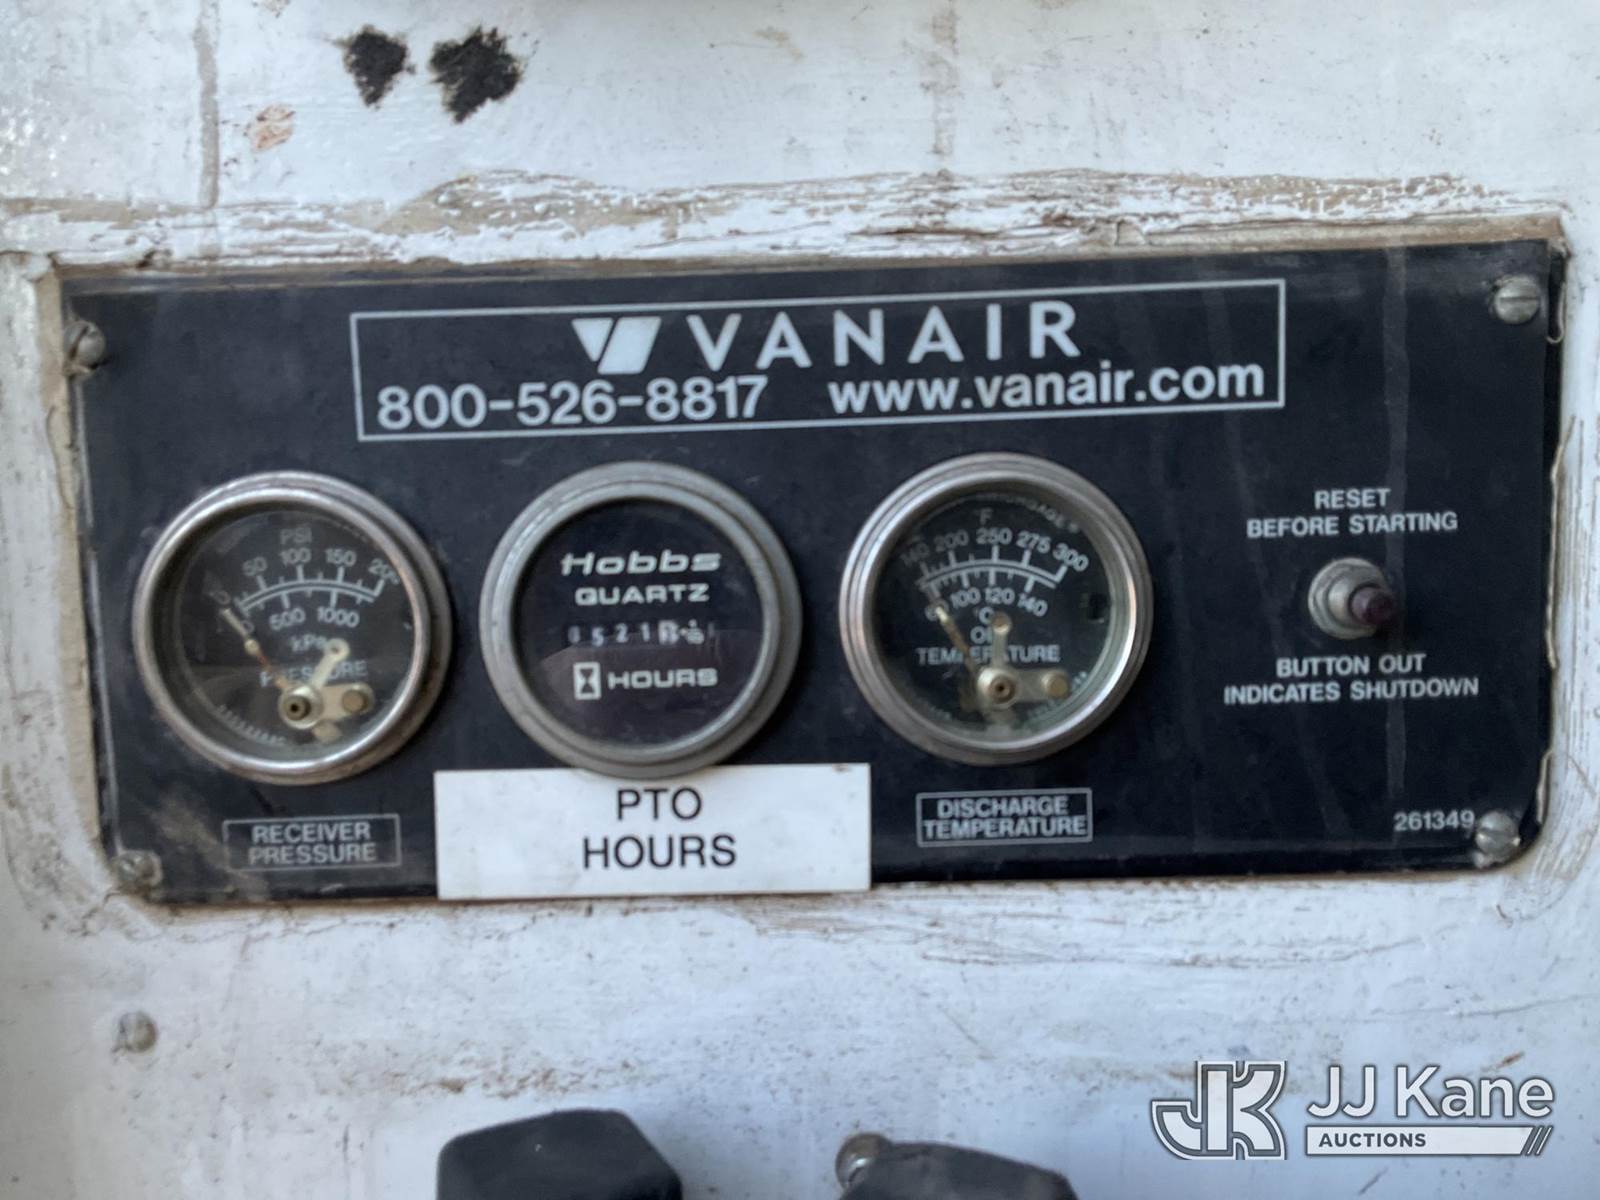 VANAIR
800-526-8817 www.vanair.com
PSI
50 100 150
500 1000
kPa
PRESSURE
RECEIVER
PRESSURE
Hobbs
QUARTZ
HOURS
PTO
HOURS
°F
160 200 250 275 300
100 120 140
°C
OIL
TEMPERATURE
DISCHARGE
TEMPERATURE
RESET
BEFORE STARTING
BUTTON OUT
INDICATES SHUTDOWN
261349
JK JJ Kane
AUCTIONS